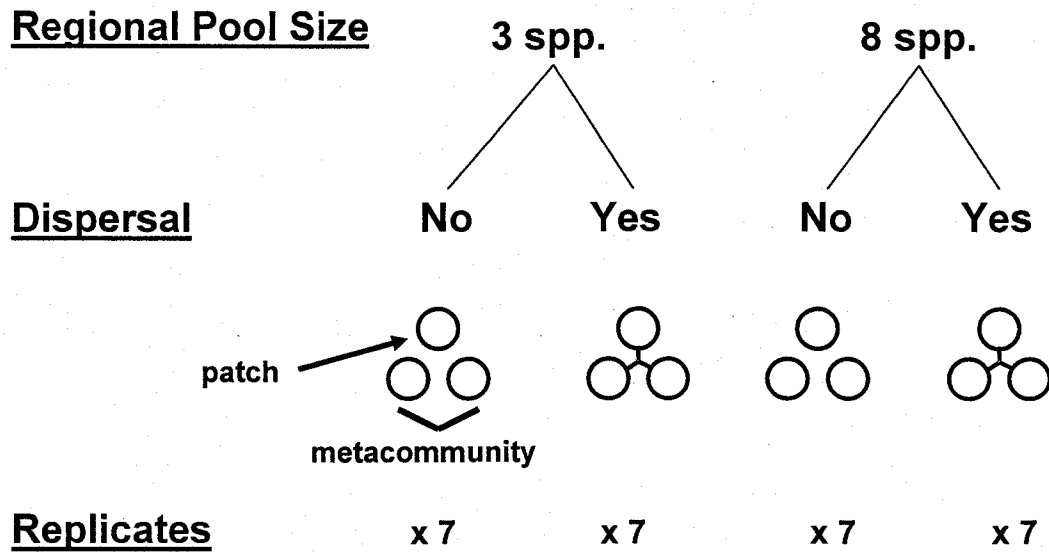 Regional Pool Size 3 spp. 8 spp.
Dispersal No Yes No Yes
patch
metacommunity
Replicates x 7 x 7 x 7 x 7